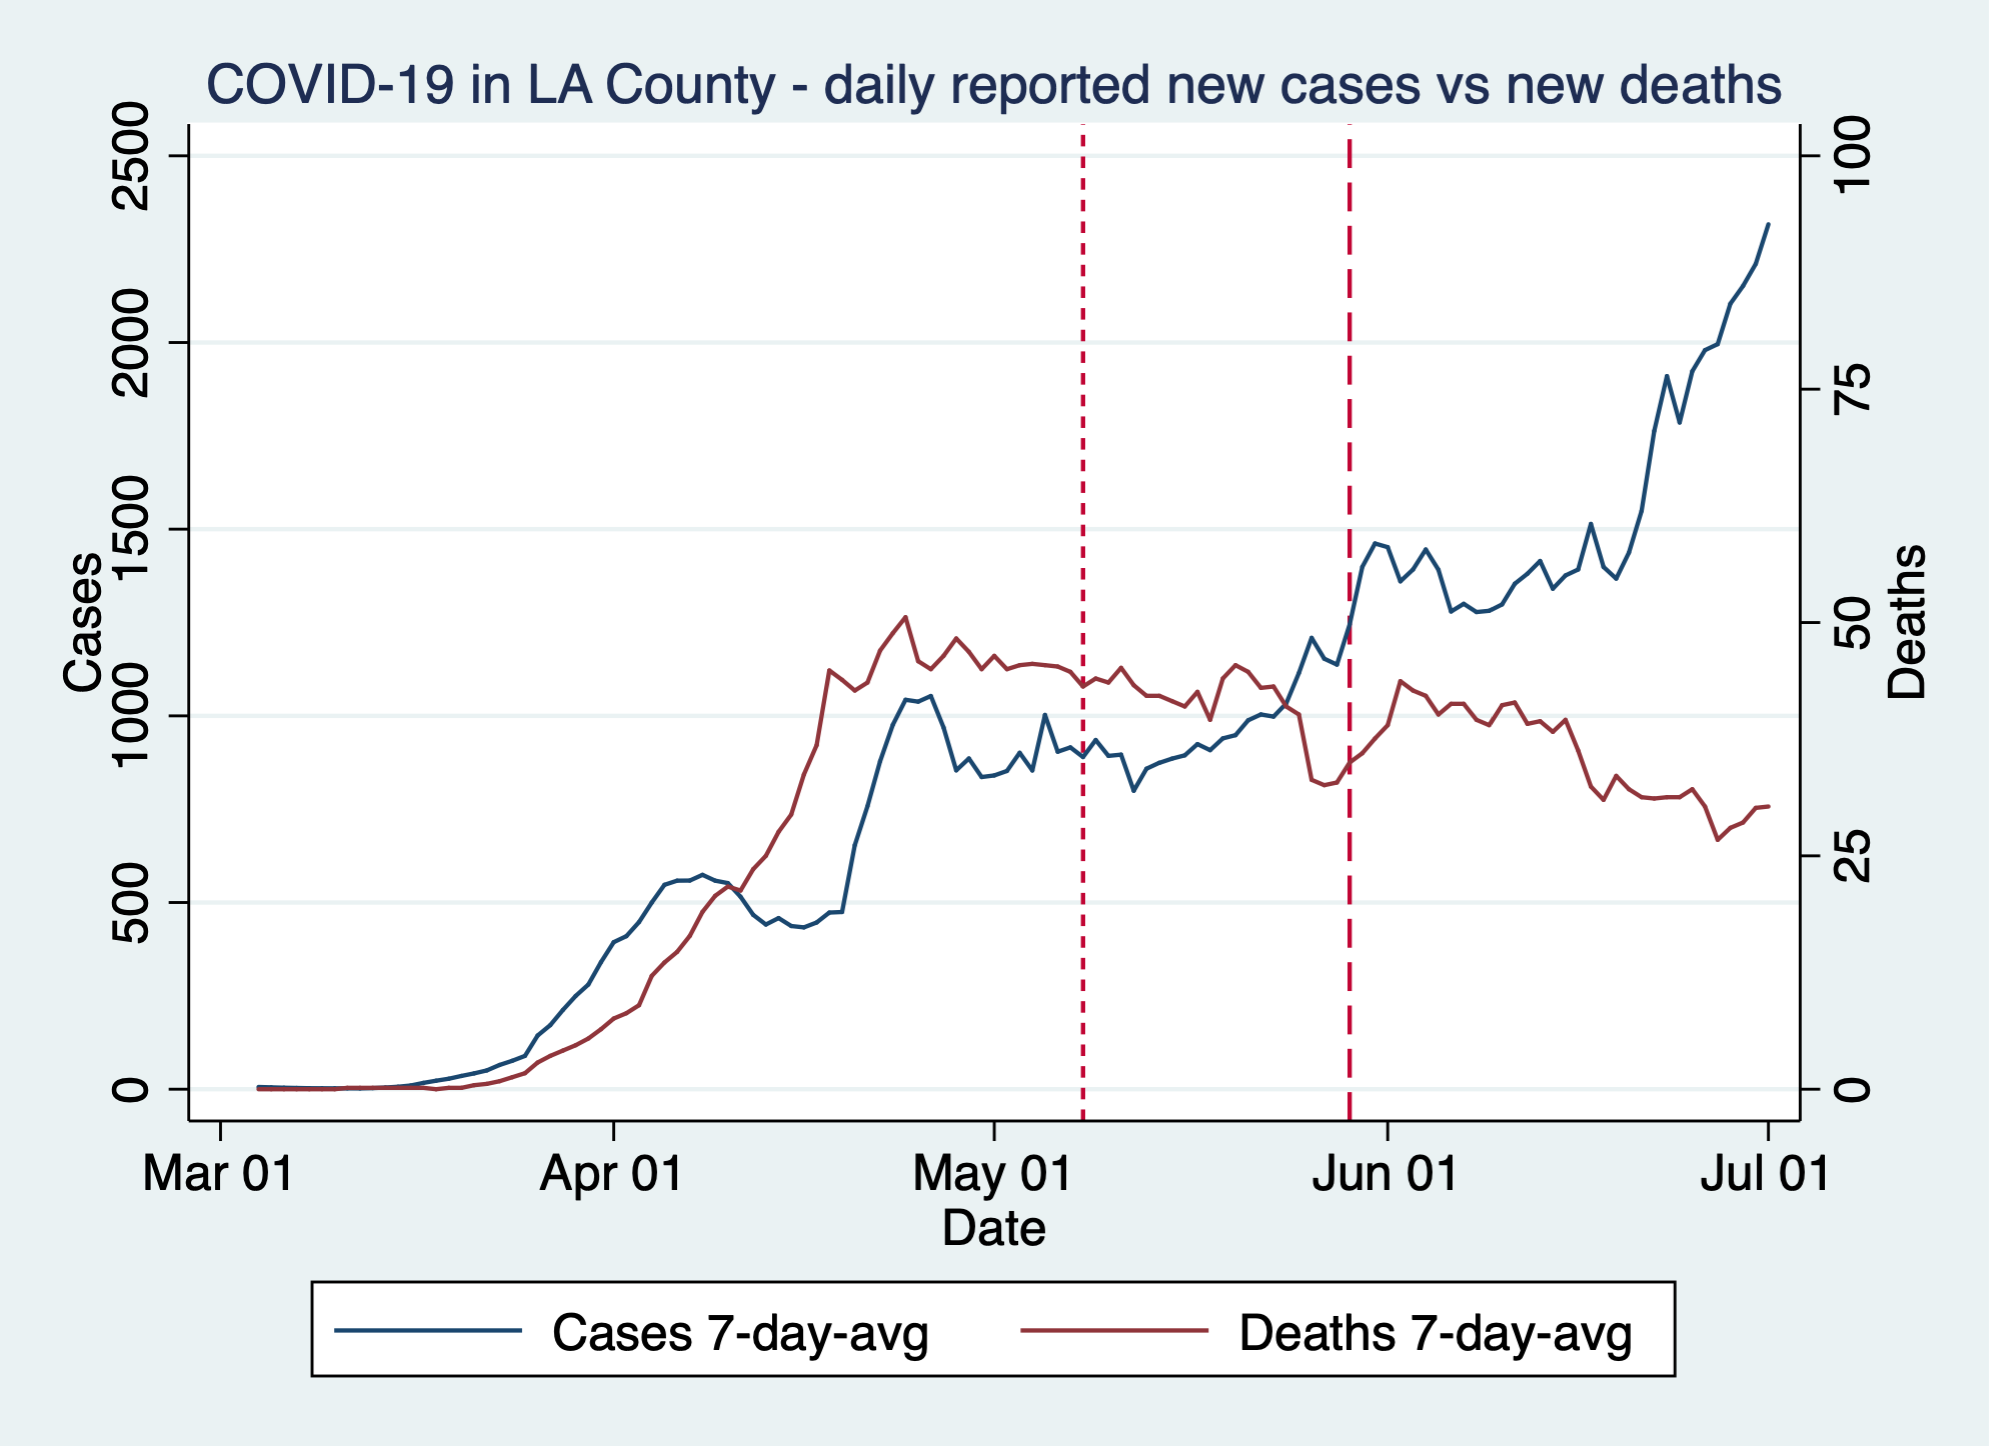 COVID-19 in LA County - daily reported new cases vs new deaths
Cases
2500
2000
1500
1000
500
0
100
75
50
25
0
Deaths
Mar 01
Apr 01
May 01
Jun 01
Jul 01
Date
Cases 7-day-avg
Deaths 7-day-avg